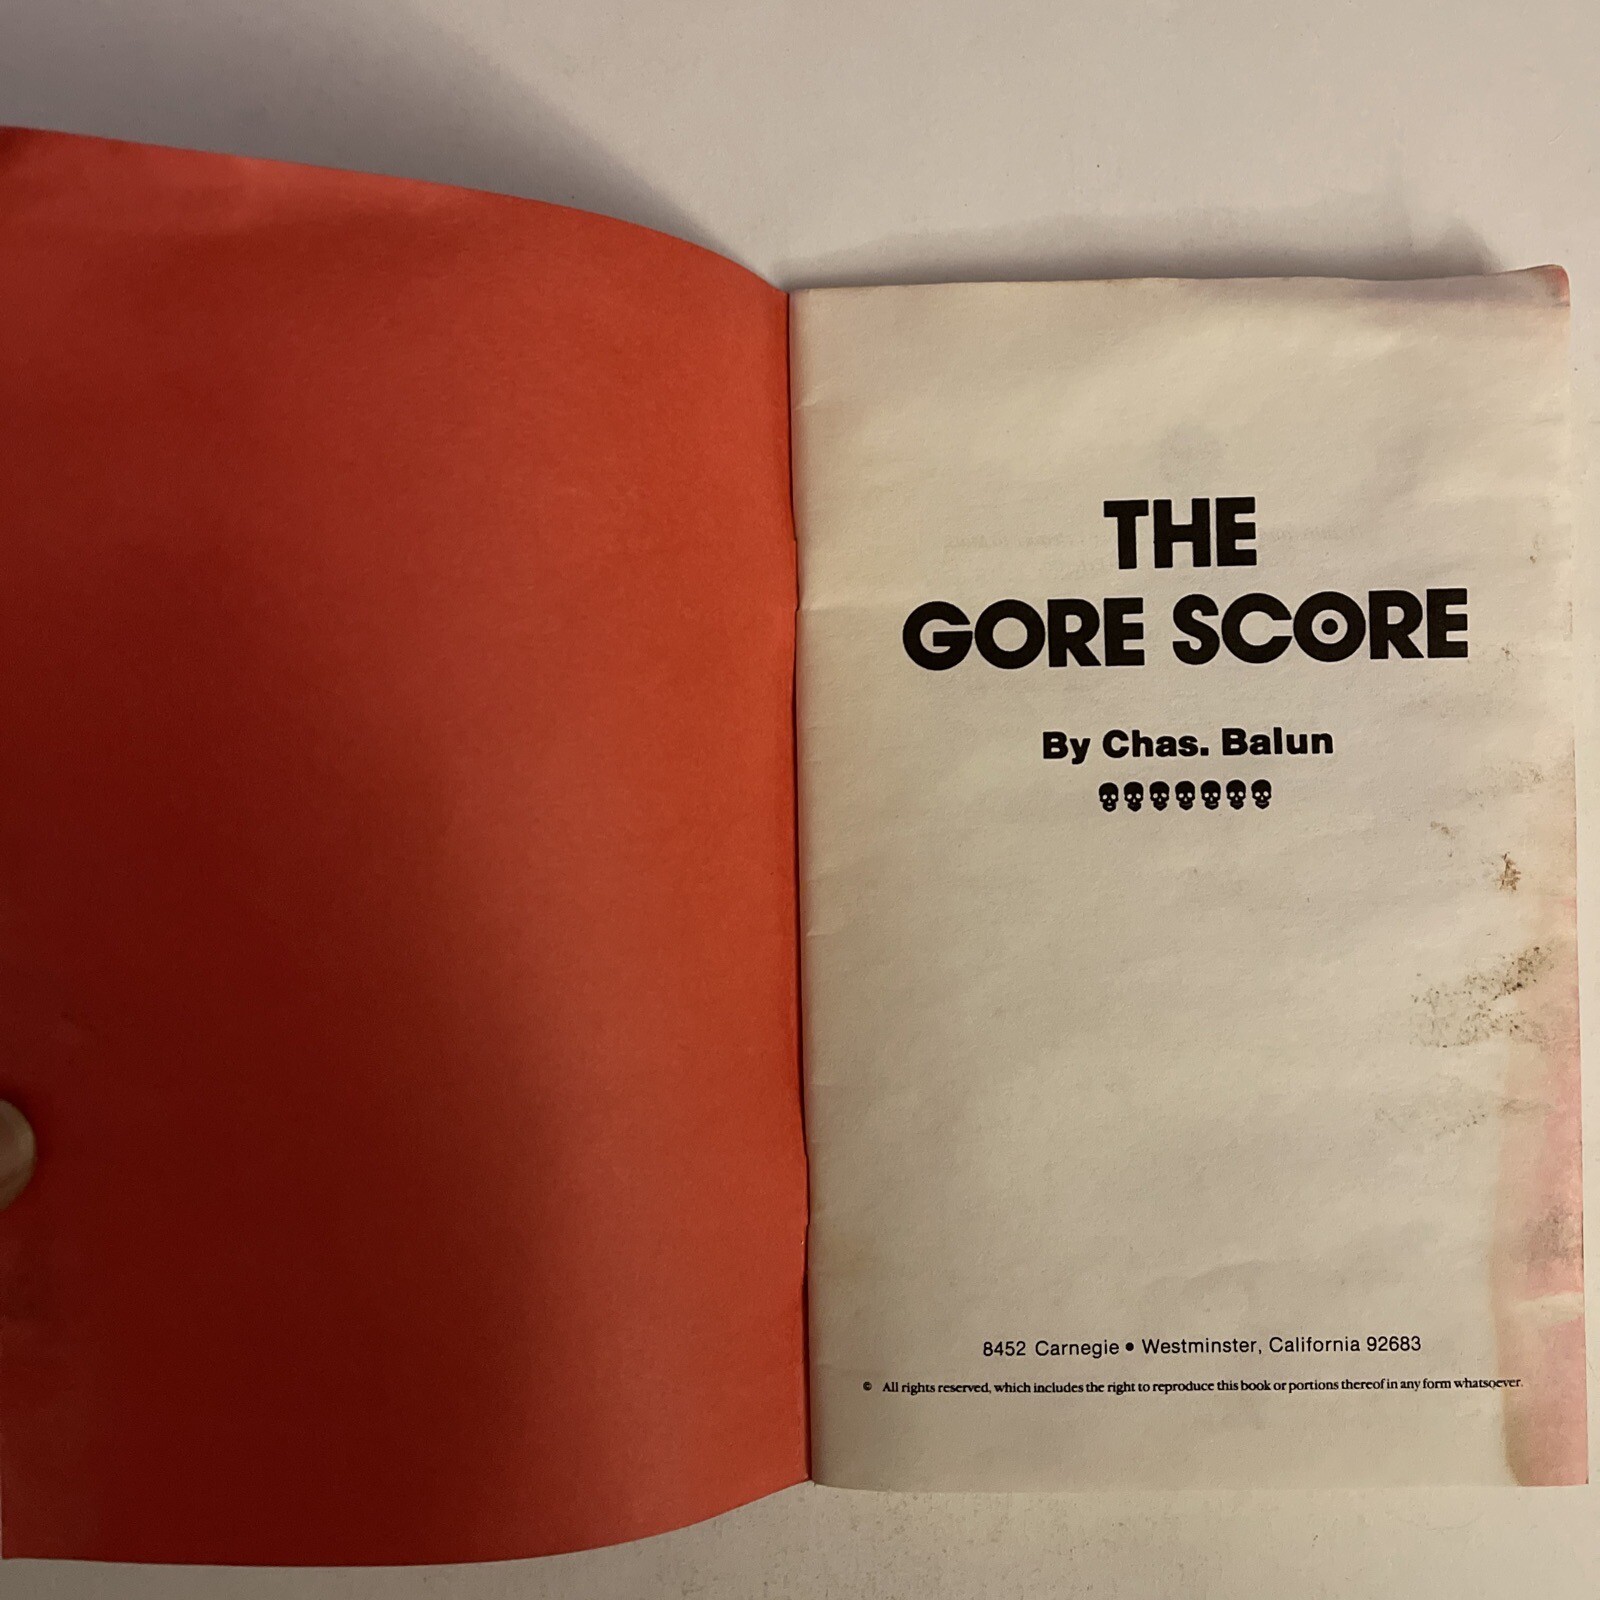 THE
GORE SCORE
By Chas. Balun
8452 Carnegie • Westminster, California 92683
© All rights reserved, which includes the right to reproduce this book or portions thereof in any form whatsoever.